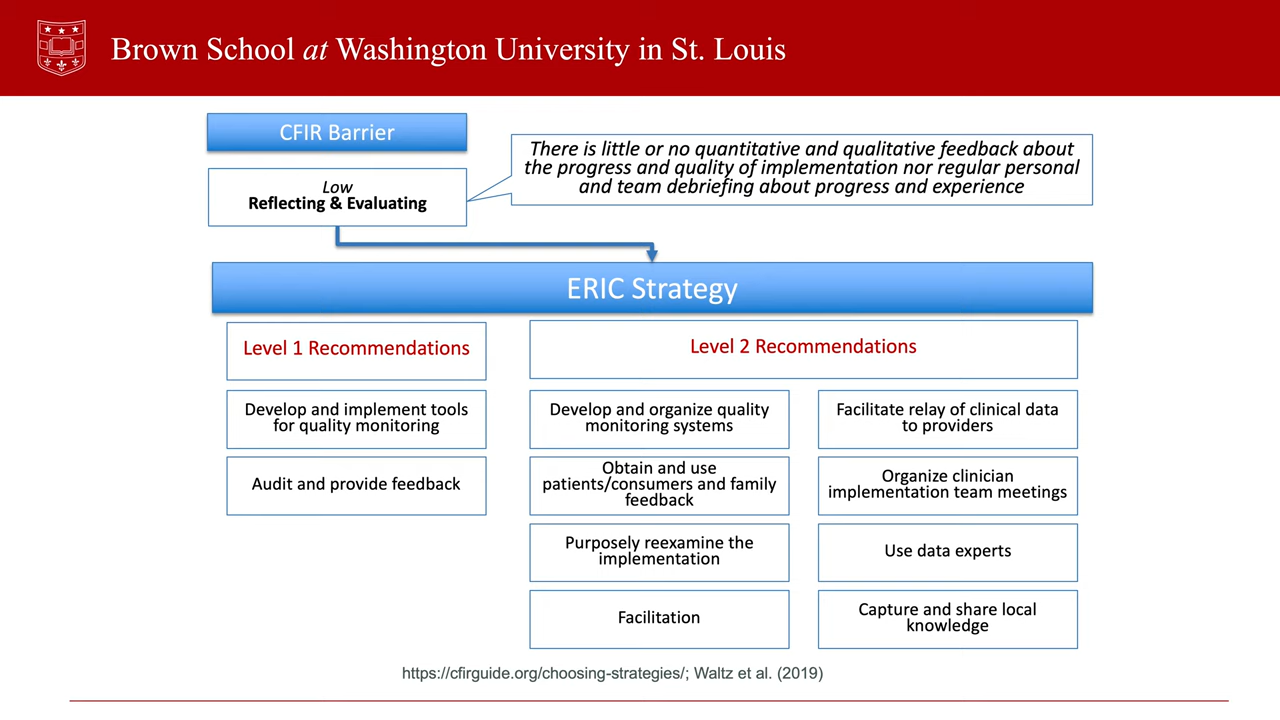 Brown School at Washington University in St. Louis
CFIR Barrier
There is little or no quantitative and qualitative feedback about
the progress and quality of implementation nor regular personal
and team debriefing about progress and experience
Low
Reflecting & Evaluating
ERIC Strategy
Level 1 Recommendations
Level 2 Recommendations
Develop and implement tools
for quality monitoring
Audit and provide feedback
Develop and organize quality
monitoring systems
Obtain and use
patients/consumers and family
feedback
Purposely reexamine the
implementation
Facilitation
Facilitate relay of clinical data
to providers
Organize clinician
implementation team meetings
Use data experts
Capture and share local
knowledge
https://cfirguide.org/choosing-strategies/; Waltz et al. (2019)